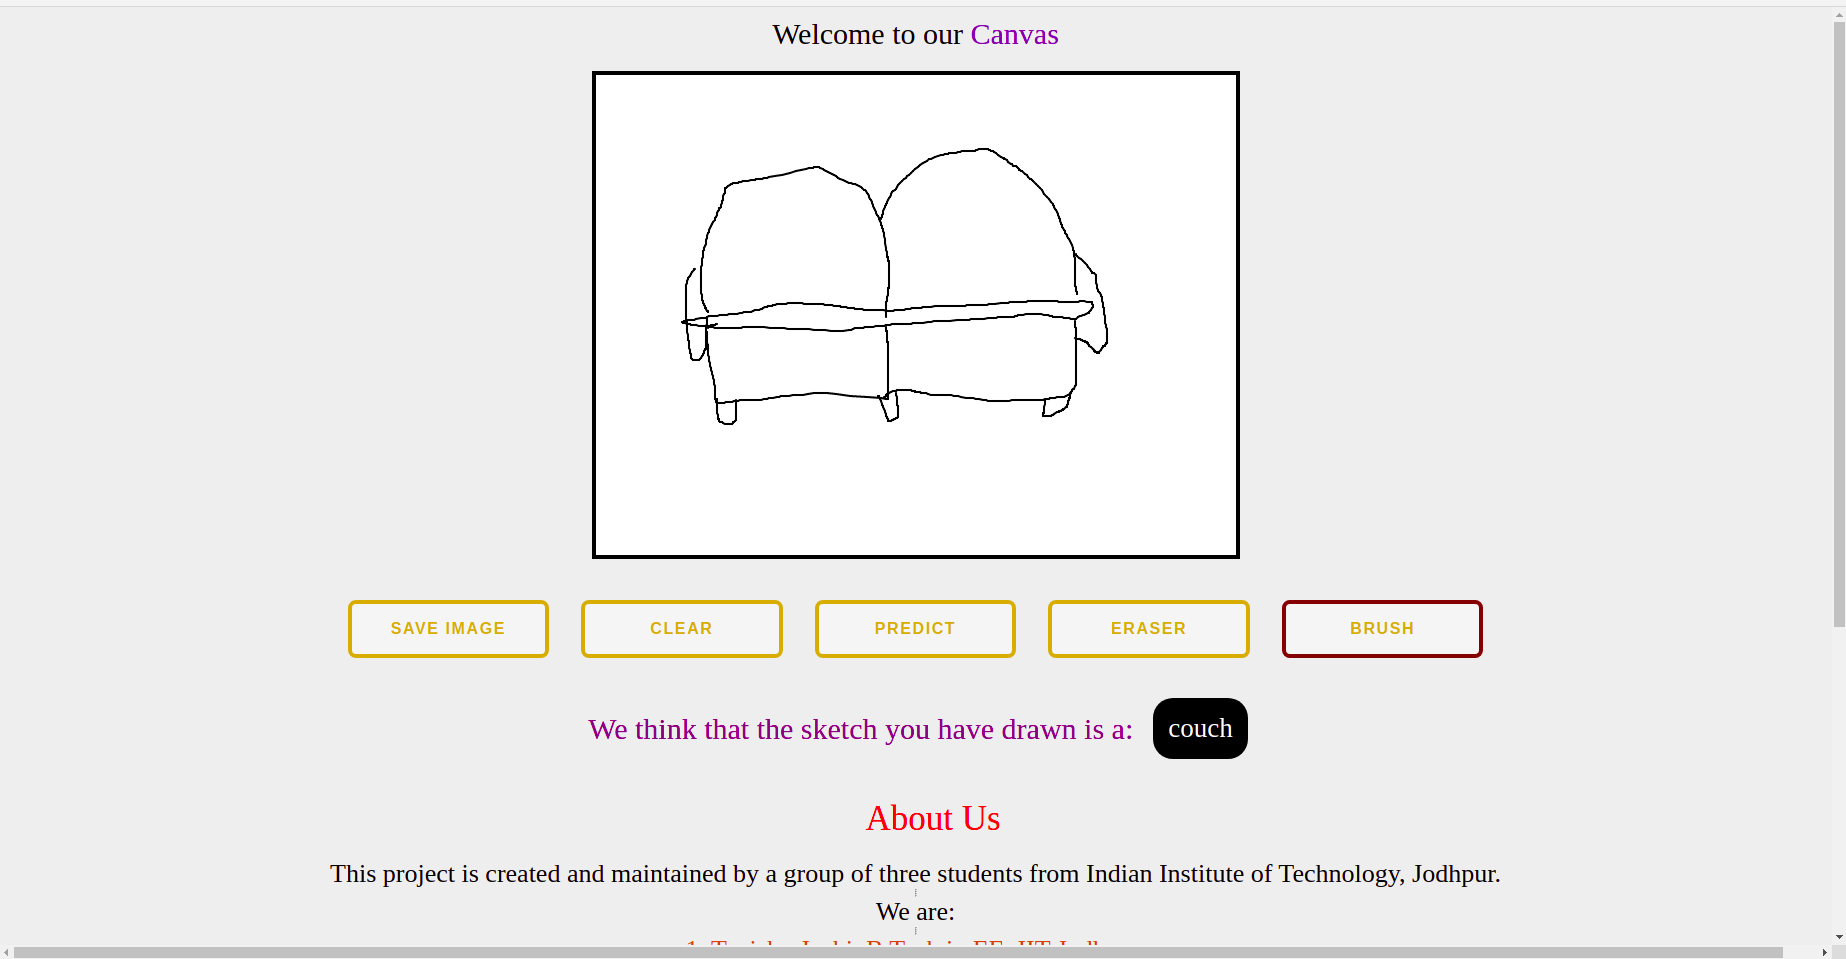 Welcome to our Canvas
SAVE IMAGE CLEAR PREDICT ERASER BRUSH
We think that the sketch you have drawn is a: couch
About Us
This project is created and maintained by a group of three students from Indian Institute of Technology, Jodhpur.
We are: